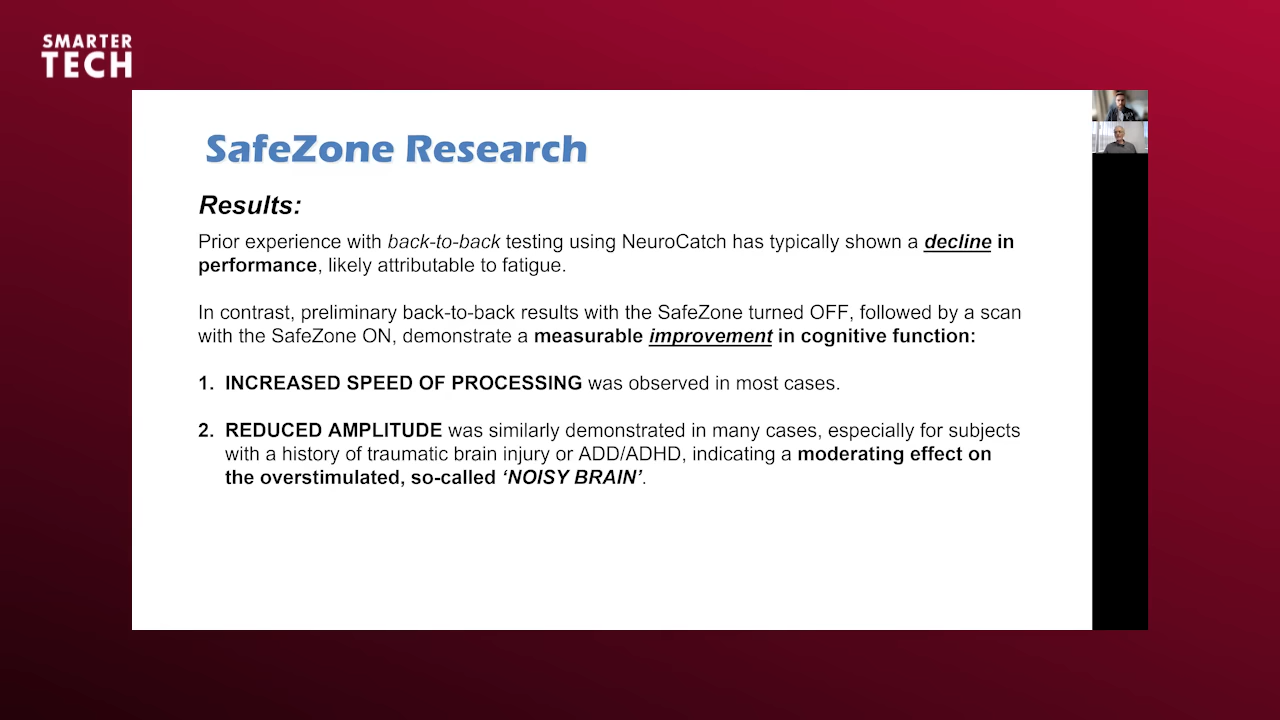 SMARTER
TECH
SafeZone Research
Results:
Prior experience with back-to-back testing using NeuroCatch has typically shown a decline in
performance, likely attributable to fatigue.
In contrast, preliminary back-to-back results with the SafeZone turned OFF, followed by a scan
with the SafeZone ON, demonstrate a measurable improvement in cognitive function:
1. INCREASED SPEED OF PROCESSING was observed in most cases.
2. REDUCED AMPLITUDE was similarly demonstrated in many cases, especially for subjects
with a history of traumatic brain injury or ADD/ADHD, indicating a moderating effect on
the overstimulated, so-called ‘NOISY BRAIN’.